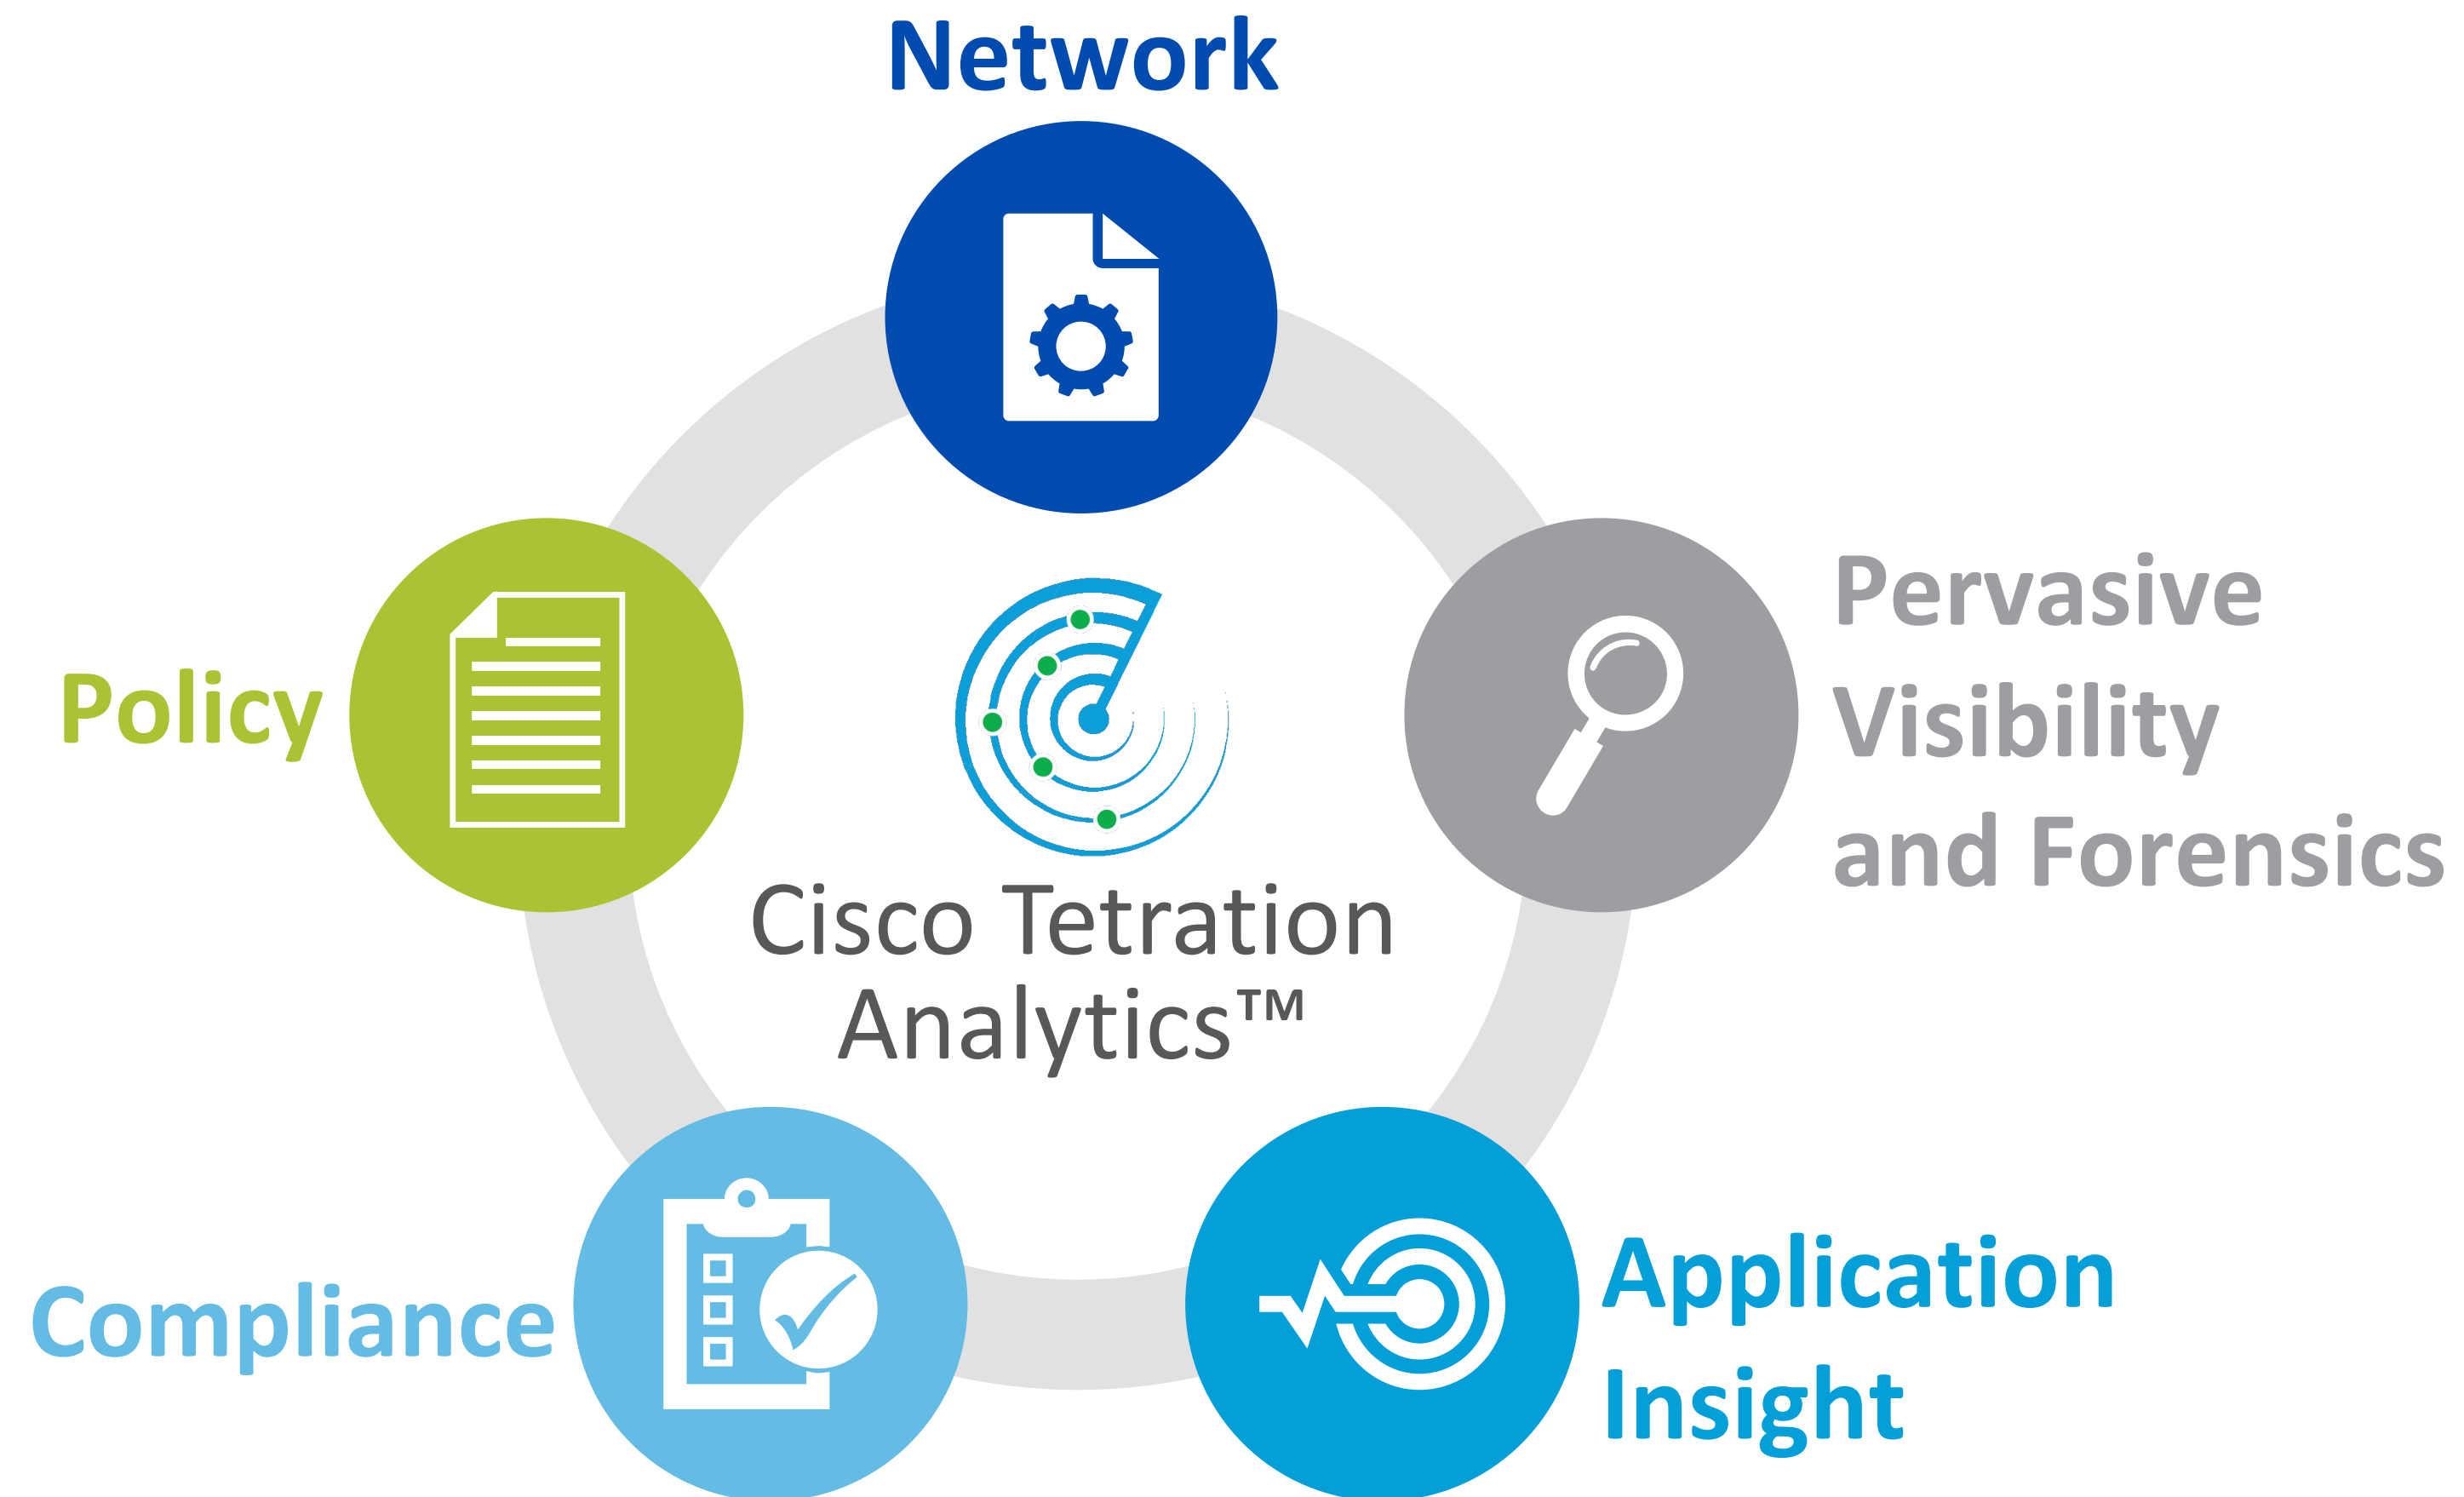 Network
Pervasive
Visibility
and Forensics
Policy
Cisco Tetration
Analytics™
Compliance
Application
Insight